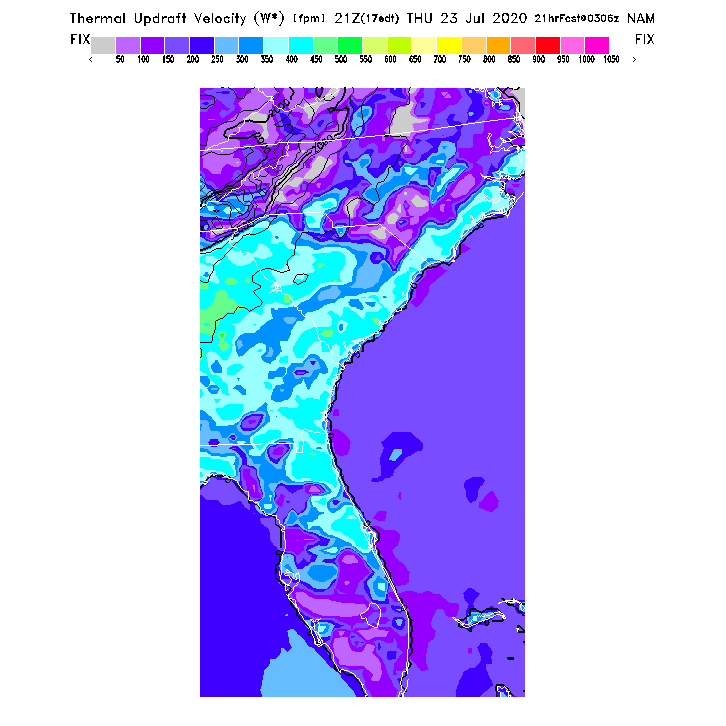 Thermal Updraft Velocity (W*) [fpm] 21Z(17edt) THU 23 Jul 2020 21hrFcst@0306z NAM
FIX FIX
< 50 100 150 200 250 300 350 400 450 500 550 600 650 700 750 800 850 900 950 1000 1050 >